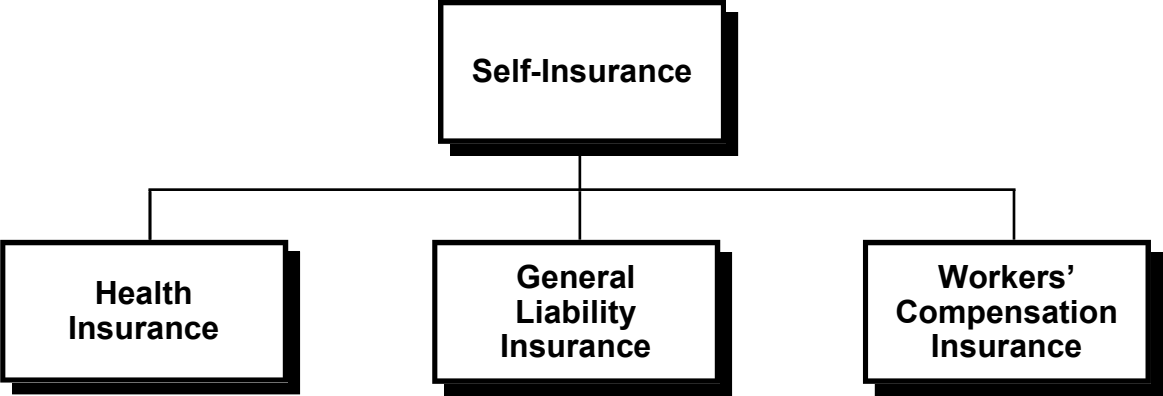 Self-Insurance
Health
Insurance
General
Liability
Insurance
Workers’
Compensation
Insurance